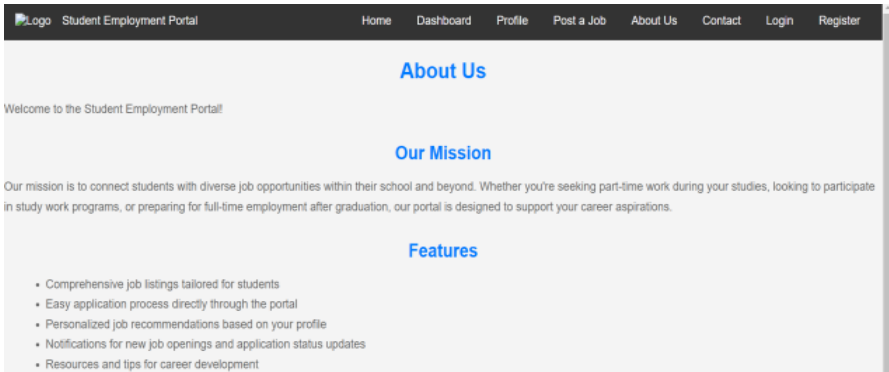 Logo Student Employment Portal Home Dashboard Profile Post a Job About Us Contact Login Register
About Us
Welcome to the Student Employment Portal!
Our Mission
Our mission is to connect students with diverse job opportunities within their school and beyond. Whether you're seeking part-time work during your studies, looking to participate
in study work programs, or preparing for full-time employment after graduation, our portal is designed to support your career aspirations.
Features
• Comprehensive job listings tailored for students
• Easy application process directly through the portal
• Personalized job recommendations based on your profile
• Notifications for new job openings and application status updates
• Resources and tips for career development